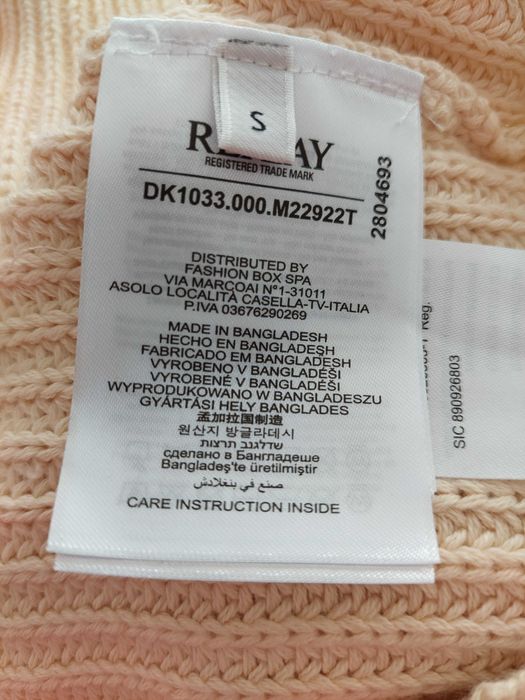 S
REGISTERED TRADE MARK
DK1033.000.M22922T
2804693
DISTRIBUTED BY
FASHION BOX SPA
VIA MARCOAI N°1-31011
ASOLO LOCALITÀ CASELLA-TV-ITALIA
P.IVA 03676290269
MADE IN BANGLADESH
HECHO EN BANGLADESH
FABRICADO EM BANGLADESH
VYROBENO V BANGLADÉŠI
VYROBENÉ V BANGLADÉŠI
WYPRODUKOWANO W BANGLADESZU
GYÁRTÁSI HELY BANGLADES
孟加拉国制造
원산지 방글라데시
שדלגנב תרצות
сделано в Бангладеше
Bangladeş'te üretilmiştir
صنع في بنغلادش
CARE INSTRUCTION INSIDE
Reg.
SIC 890926803